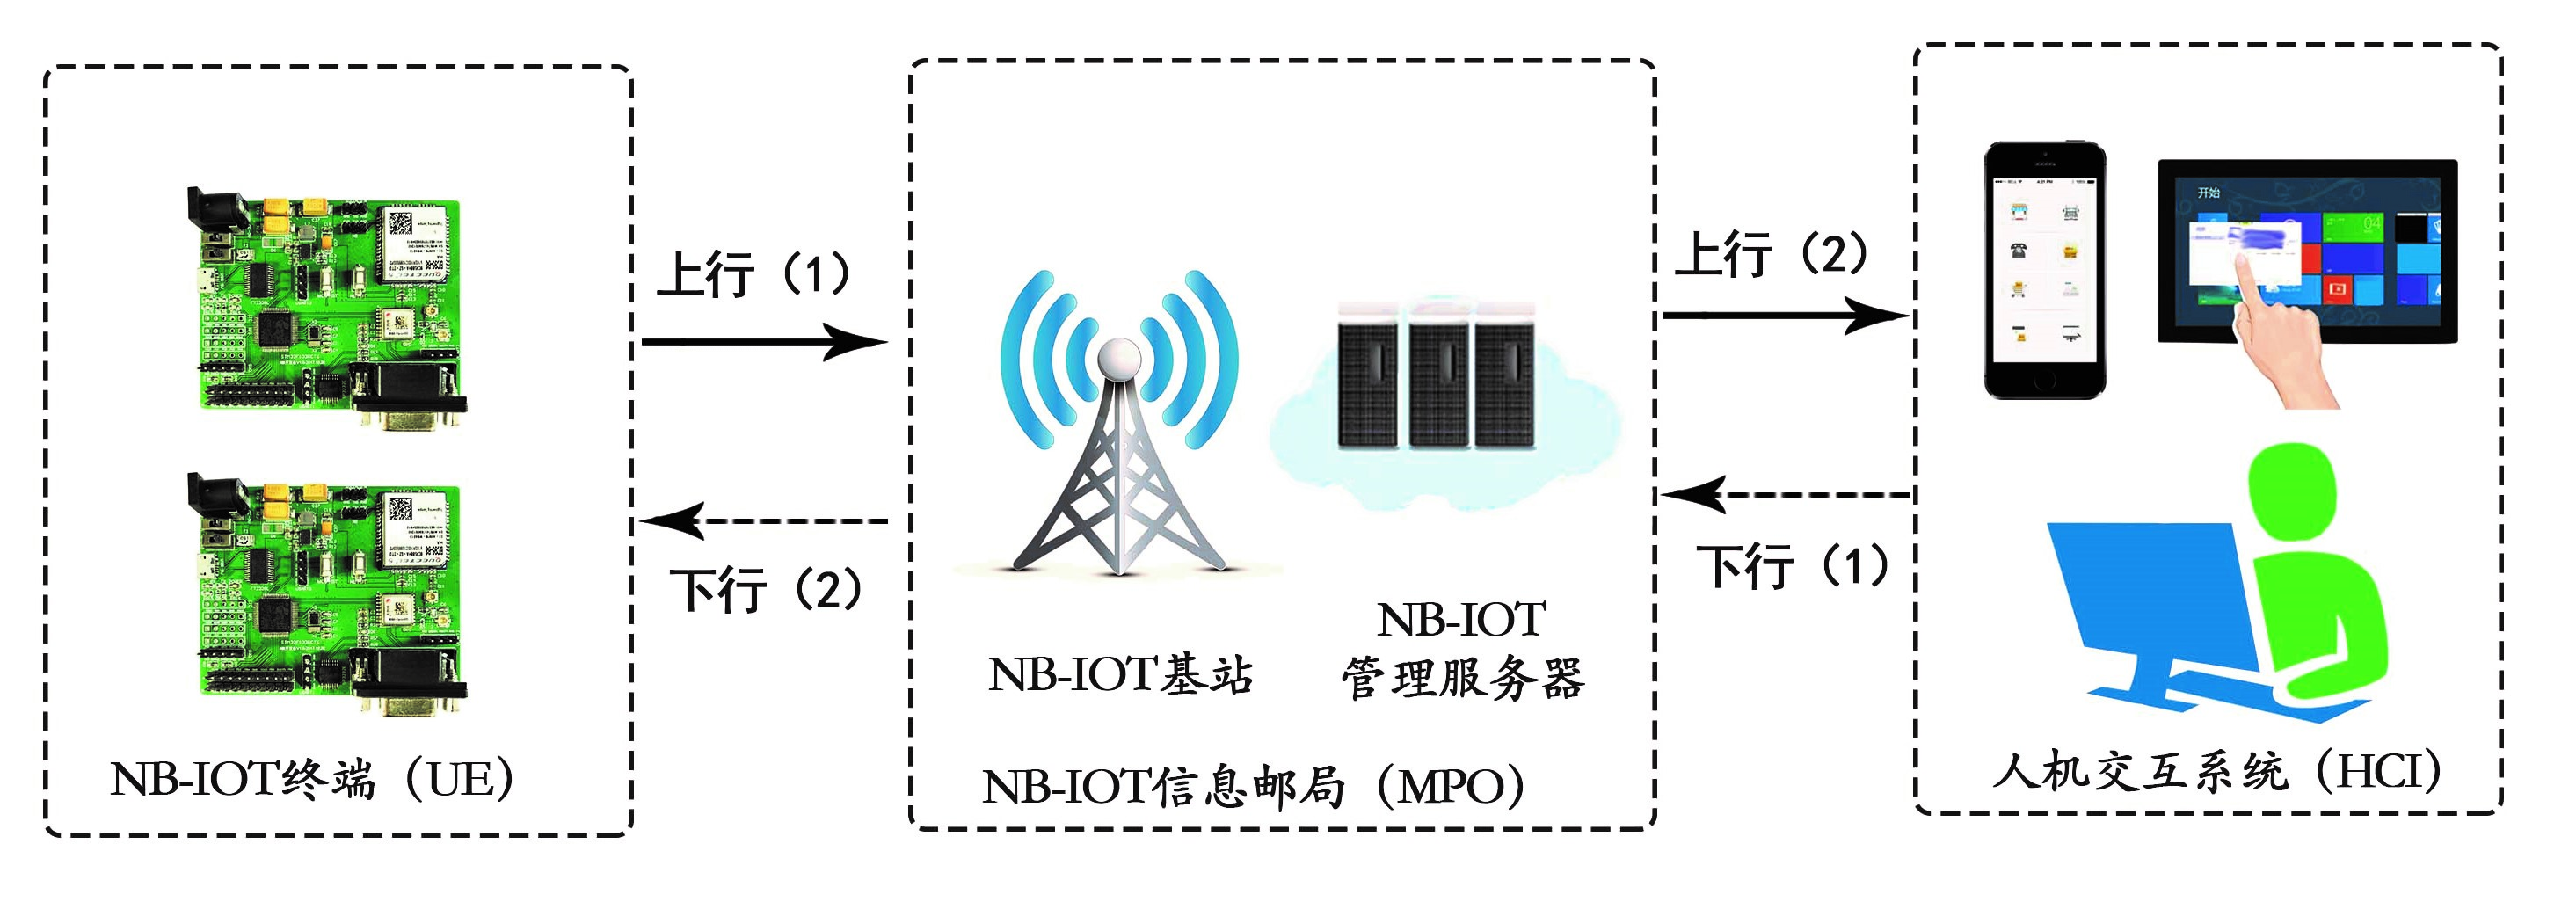 上行（1）
下行（2）
NB-IOT终端（UE）
NB-IOT基站
NB-IOT
管理服务器
NB-IOT信息邮局（MPO）
上行（2）
下行（1）
开始
04
人机交互系统（HCI）